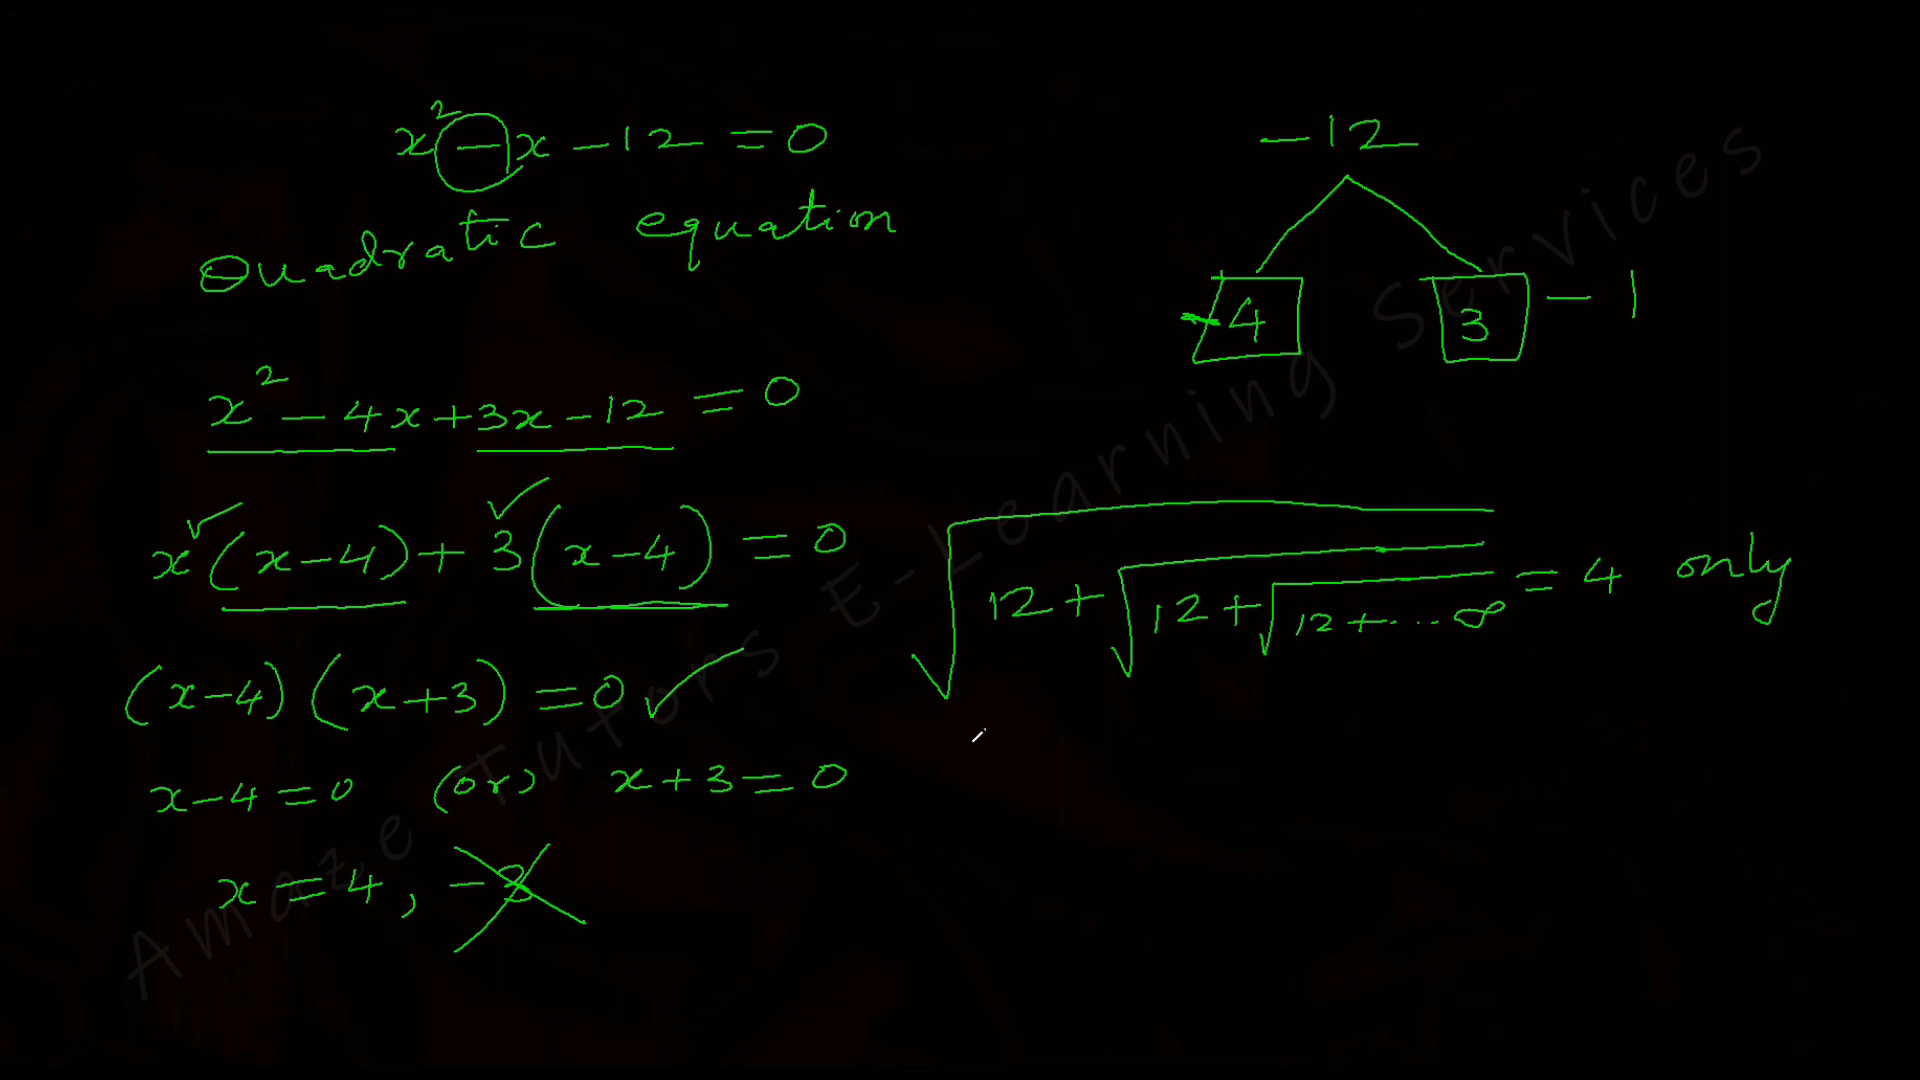 x² - x - 12 = 0
Quadratic equation
-12
-4 3 - 1
x² - 4x + 3x - 12 = 0
x(x-4) + 3(x-4) = 0
√(12 + √(12 + √(12 + ... ∞ = 4 only
(x-4)(x+3) = 0
x-4=0 (or) x+3=0
x = 4, -3
Amaze Tutors E-Learning Services